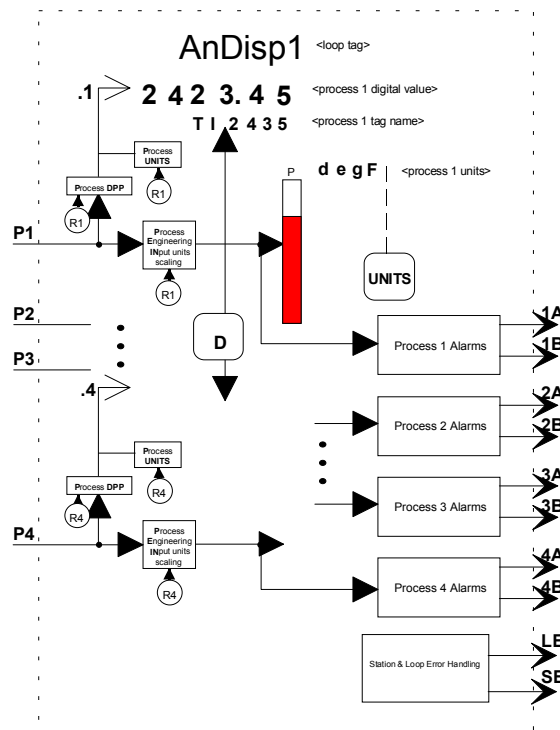 AnDisp1 <loop tag>
.1
2 4 2 3. 4 5 <process 1 digital value>
T I 2 4 3 5 <process 1 tag name>
Process
UNITS
P
d e g F <process 1 units>
Process DPP
R1
R1
P1
Process
Engineering
INput units
scaling
R1
UNITS
P2
D
1A
Process 1 Alarms
1B
P3
.4
2A
Process 2 Alarms
2B
Process
UNITS
Process DPP
R4
R4
3A
Process 3 Alarms
3B
P4
Process
Engineering
INput units
scaling
R4
4A
Process 4 Alarms
4B
LE
Station & Loop Error Handling
SE